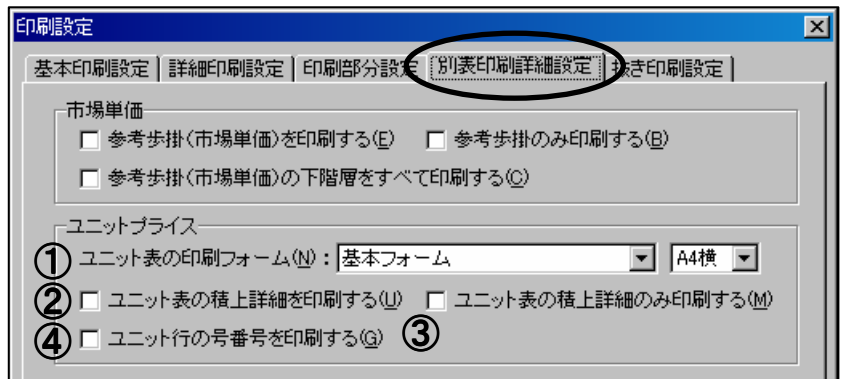 印刷設定
基本印刷設定 詳細印刷設定 印刷部分設定 別表印刷詳細設定 抜き印刷設定
市場単価
参考歩掛(市場単価)を印刷する(E) 参考歩掛のみ印刷する(B)
参考歩掛(市場単価)の下階層をすべて印刷する(C)
ユニットプライス
① ユニット表の印刷フォーム(N): 基本フォーム A4横
② ユニット表の積上詳細を印刷する(U) ユニット表の積上詳細のみ印刷する(M)
④ ユニット行の号番号を印刷する(G) ③